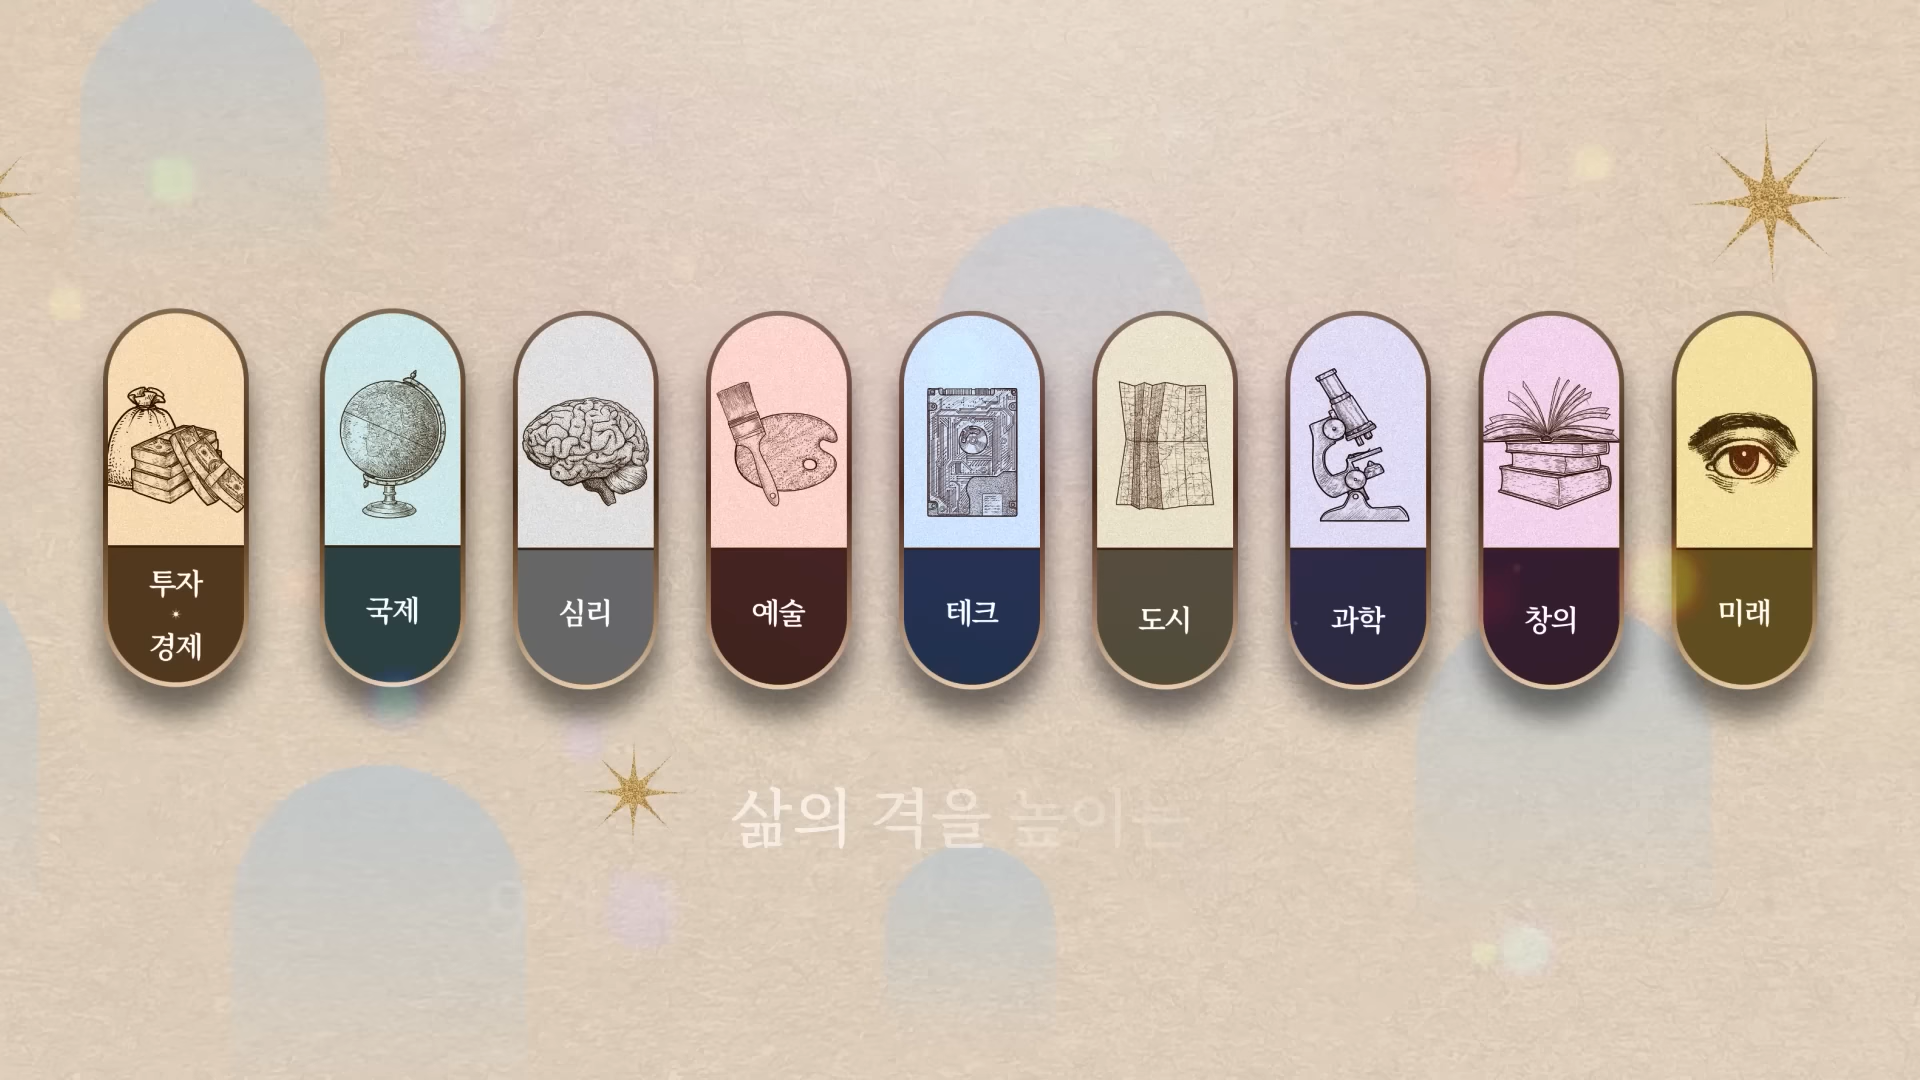 투자
경제
국제
심리
예술
테크
도시
과학
창의
미래
삶의 격을 높이는